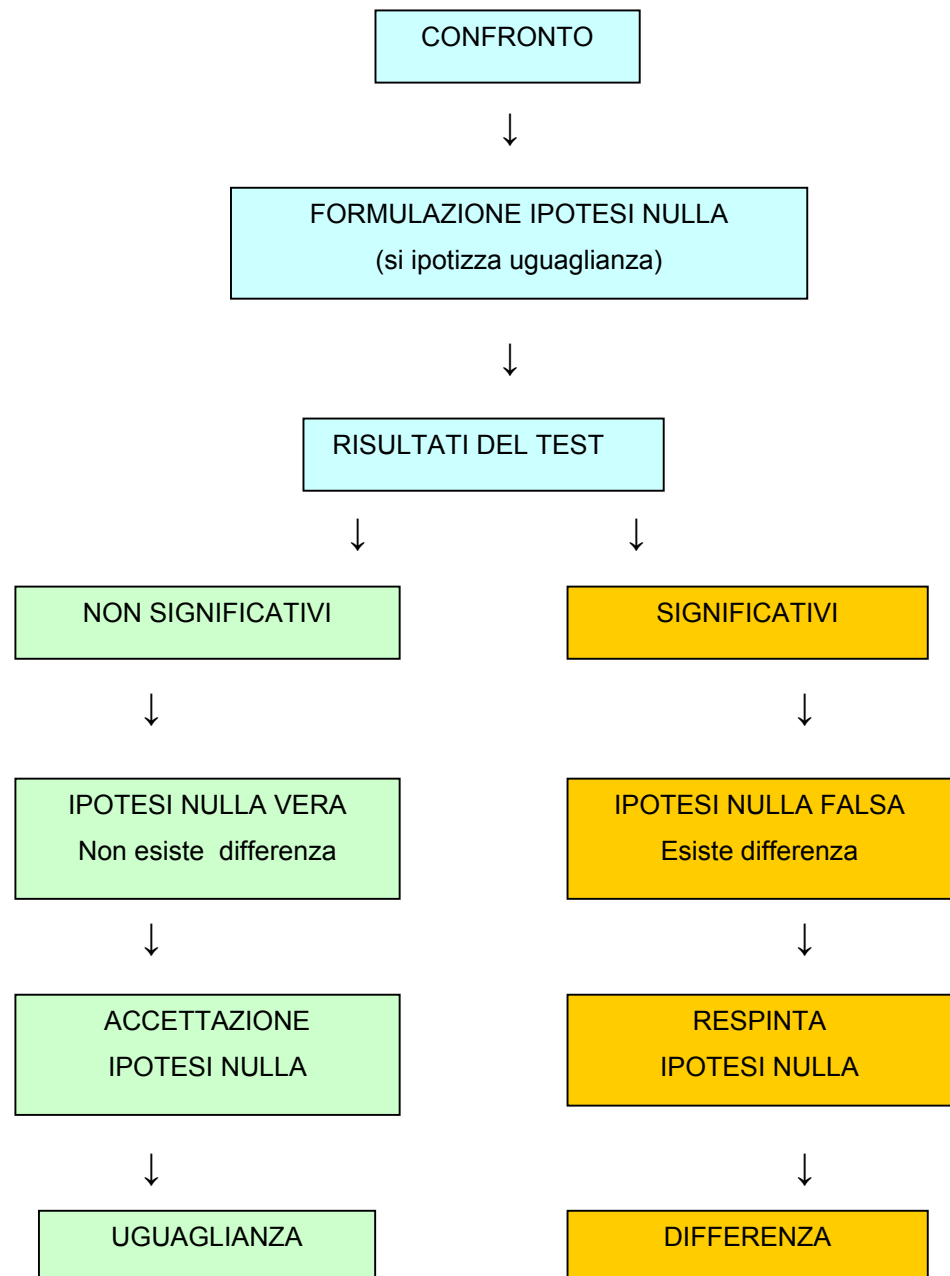 CONFRONTO
↓
FORMULAZIONE IPOTESI NULLA
(si ipotizza uguaglianza)
↓
RISULTATI DEL TEST
↓ ↓
NON SIGNIFICATIVI
SIGNIFICATIVI
↓ ↓
IPOTESI NULLA VERA
Non esiste differenza
IPOTESI NULLA FALSA
Esiste differenza
↓ ↓
ACCETTAZIONE
IPOTESI NULLA
RESPINTA
IPOTESI NULLA
↓ ↓
UGUAGLIANZA
DIFFERENZA